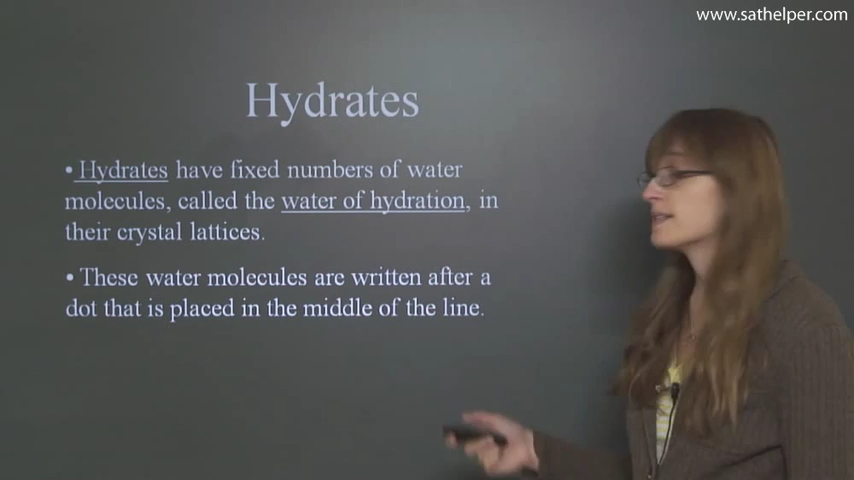 www.sathelper.com
Hydrates
• Hydrates have fixed numbers of water
molecules, called the water of hydration, in
their crystal lattices.
• These water molecules are written after a
dot that is placed in the middle of the line.